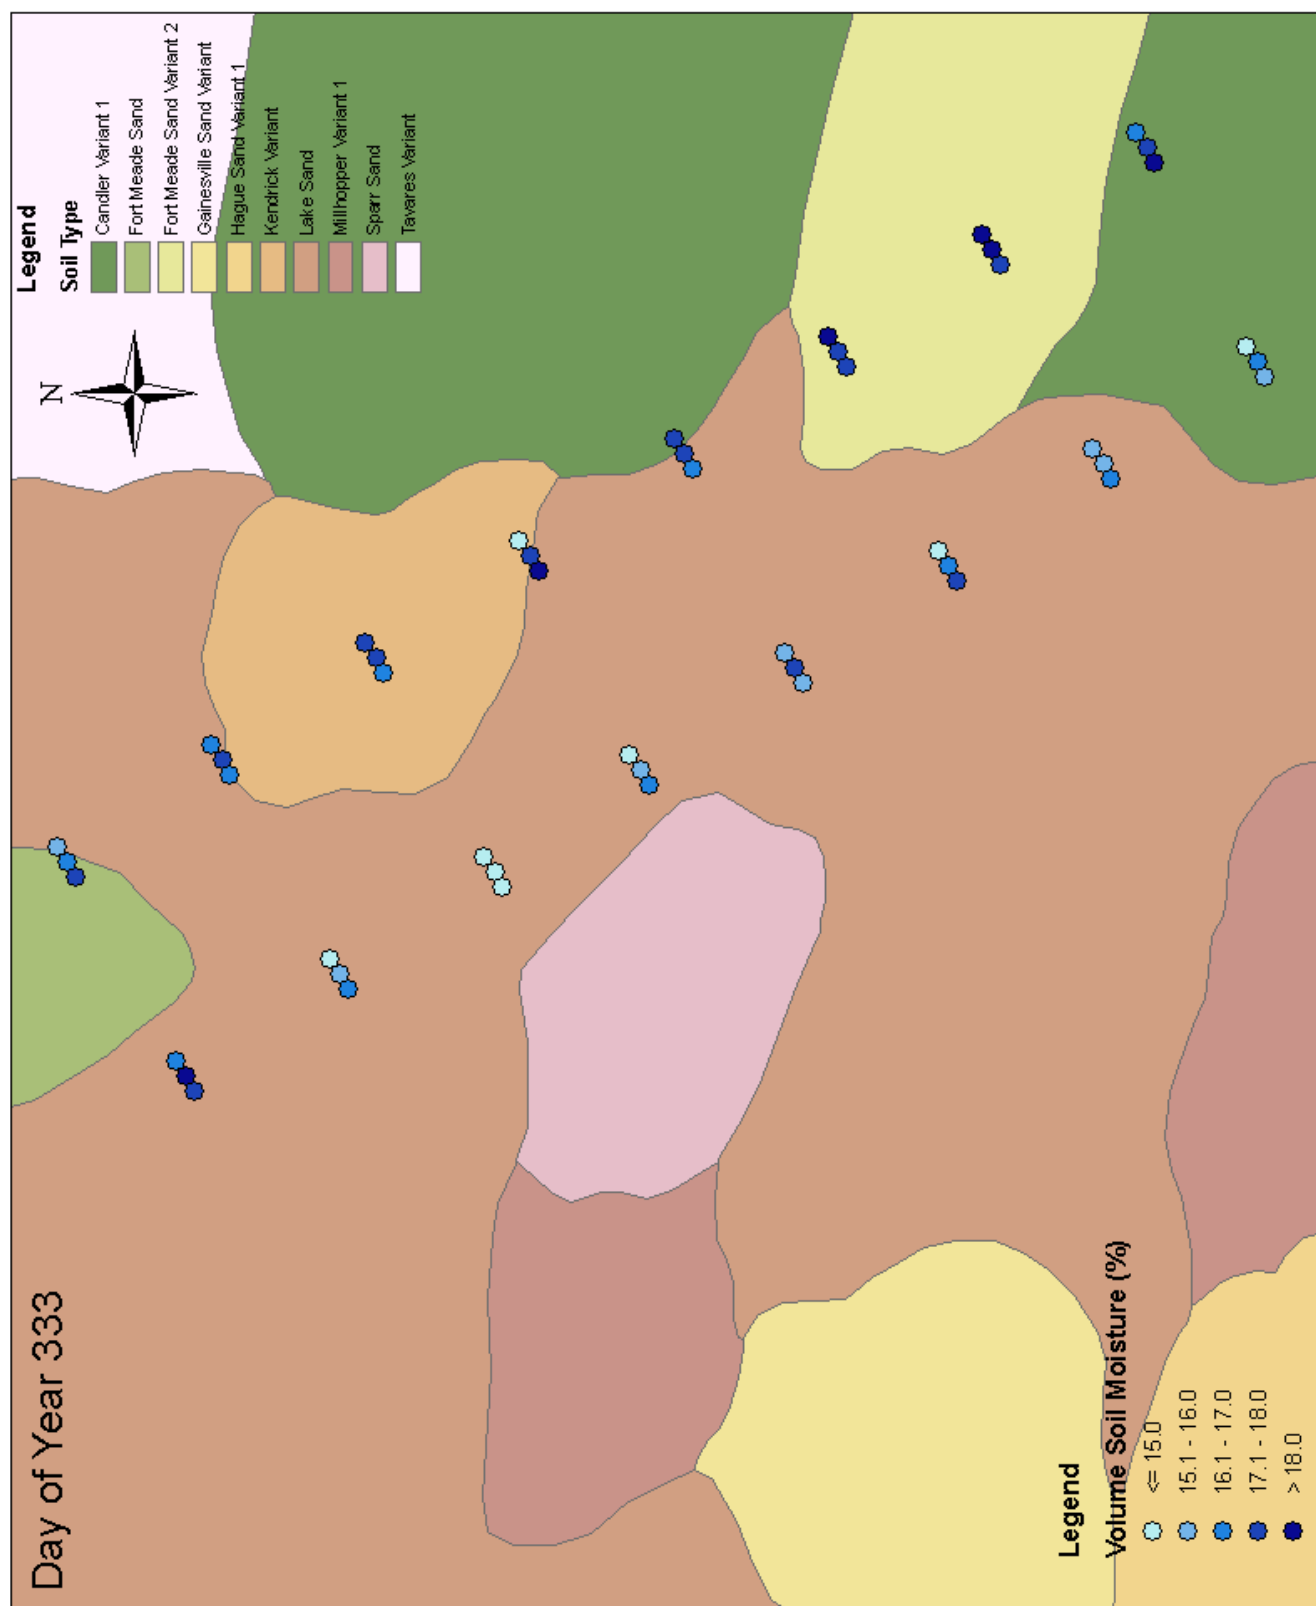 Day of Year 333
N
Legend
Soil Type
Candler Variant 1
Fort Meade Sand
Fort Meade Sand Variant 2
Gainesville Sand Variant
Hague Sand Variant 1
Kendrick Variant
Lake Sand
Millhopper Variant 1
Sparr Sand
Tavares Variant
Legend
Volume Soil Moisture (%)
<= 15.0
15.1 - 16.0
16.1 - 17.0
17.1 - 18.0
> 18.0